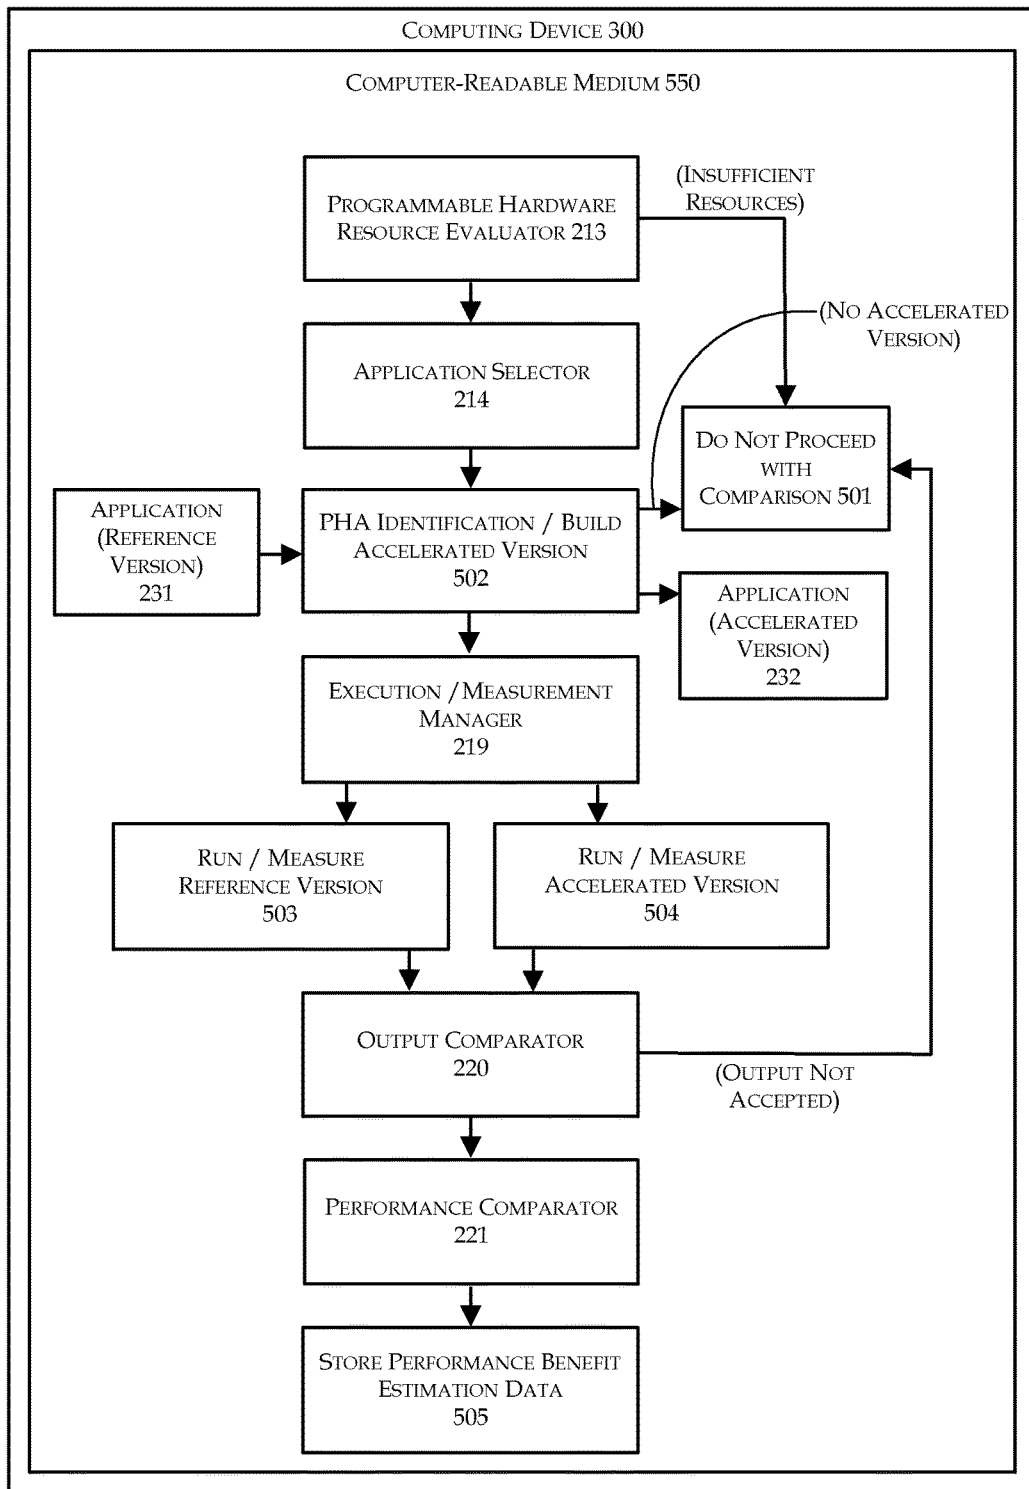 COMPUTING DEVICE 300
COMPUTER-READABLE MEDIUM 550
PROGRAMMABLE HARDWARE
RESOURCE EVALUATOR 213
(INSUFFICIENT
RESOURCES)
(NO ACCELERATED
VERSION)
APPLICATION SELECTOR
214
DO NOT PROCEED
WITH
COMPARISON 501
APPLICATION
(REFERENCE
VERSION)
231
PHA IDENTIFICATION / BUILD
ACCELERATED VERSION
502
APPLICATION
(ACCELERATED
VERSION)
232
EXECUTION /MEASUREMENT
MANAGER
219
RUN / MEASURE
REFERENCE VERSION
503
RUN / MEASURE
ACCELERATED VERSION
504
OUTPUT COMPARATOR
220
(OUTPUT NOT
ACCEPTED)
PERFORMANCE COMPARATOR
221
STORE PERFORMANCE BENEFIT
ESTIMATION DATA
505